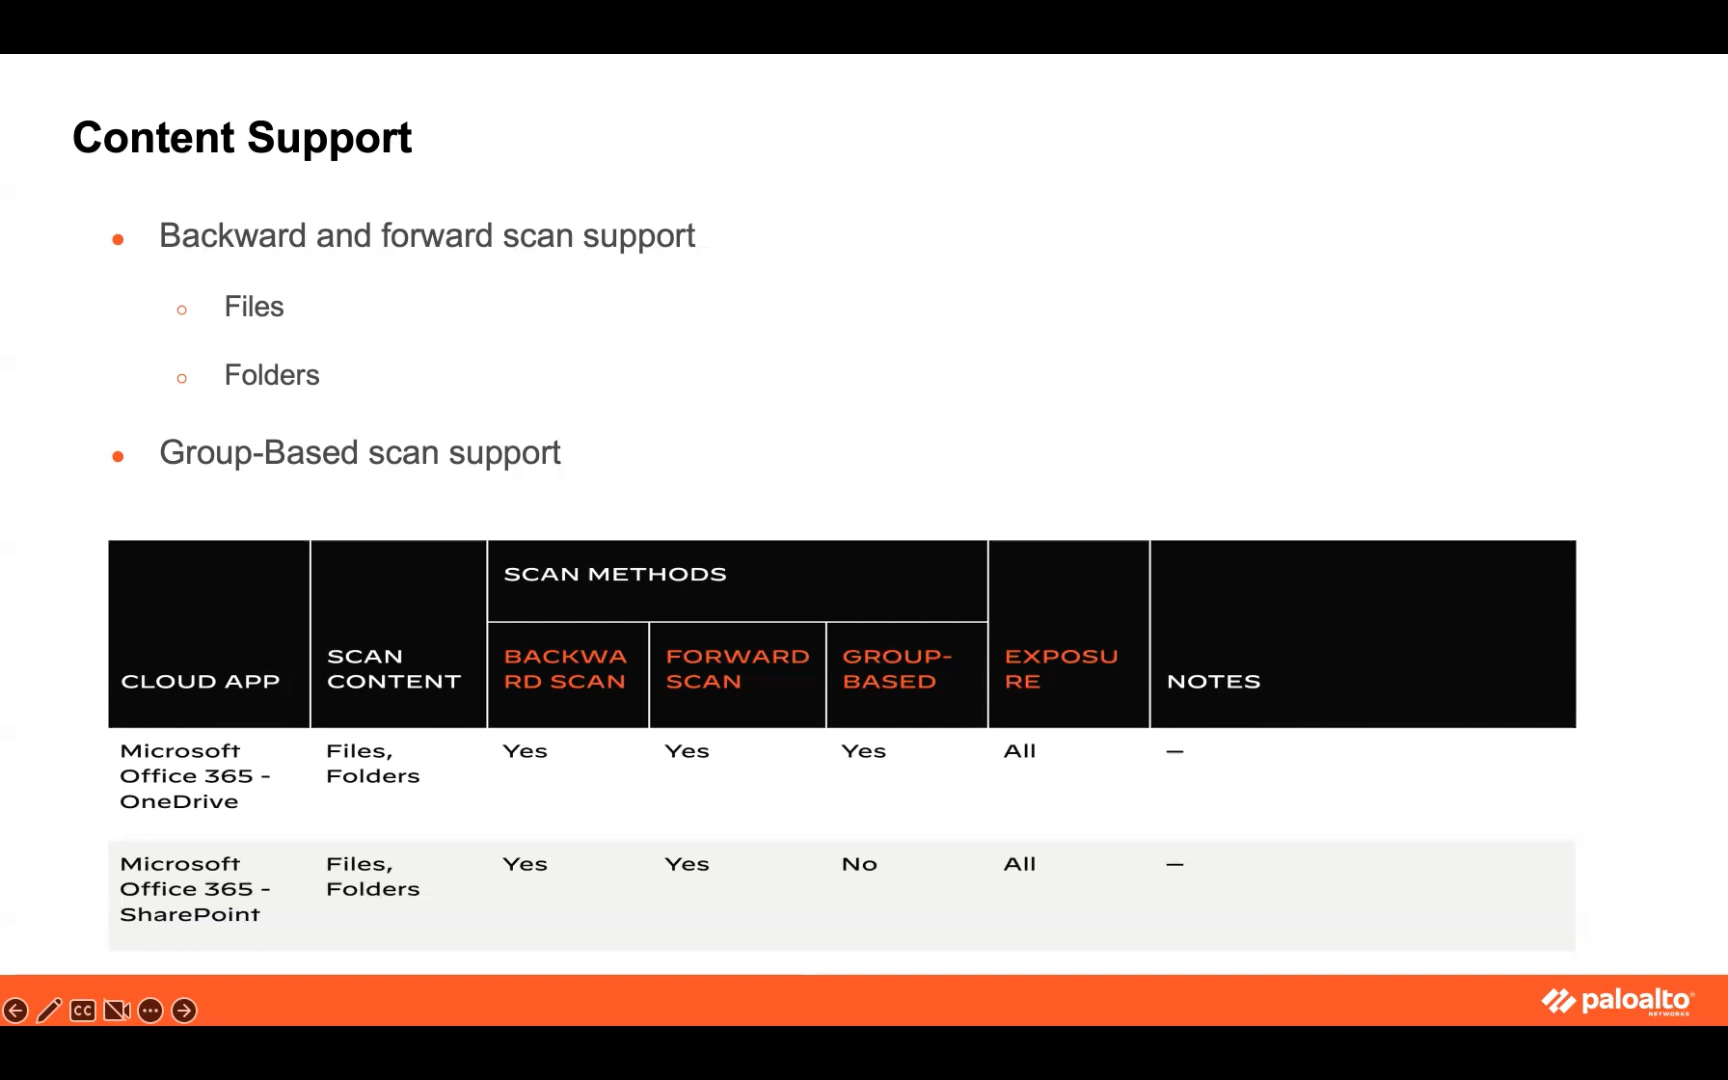 Content Support
Backward and forward scan support
Files
Folders
Group-Based scan support
SCAN METHODS
CLOUD APP
SCAN
CONTENT
BACKWA
RD SCAN
FORWARD
SCAN
GROUP-
BASED
EXPOSU
RE
NOTES
Microsoft
Office 365 -
OneDrive
Files,
Folders
Yes
Yes
Yes
All
—
Microsoft
Office 365 -
SharePoint
Files,
Folders
Yes
Yes
No
All
—
CC
paloalto
NETWORKS